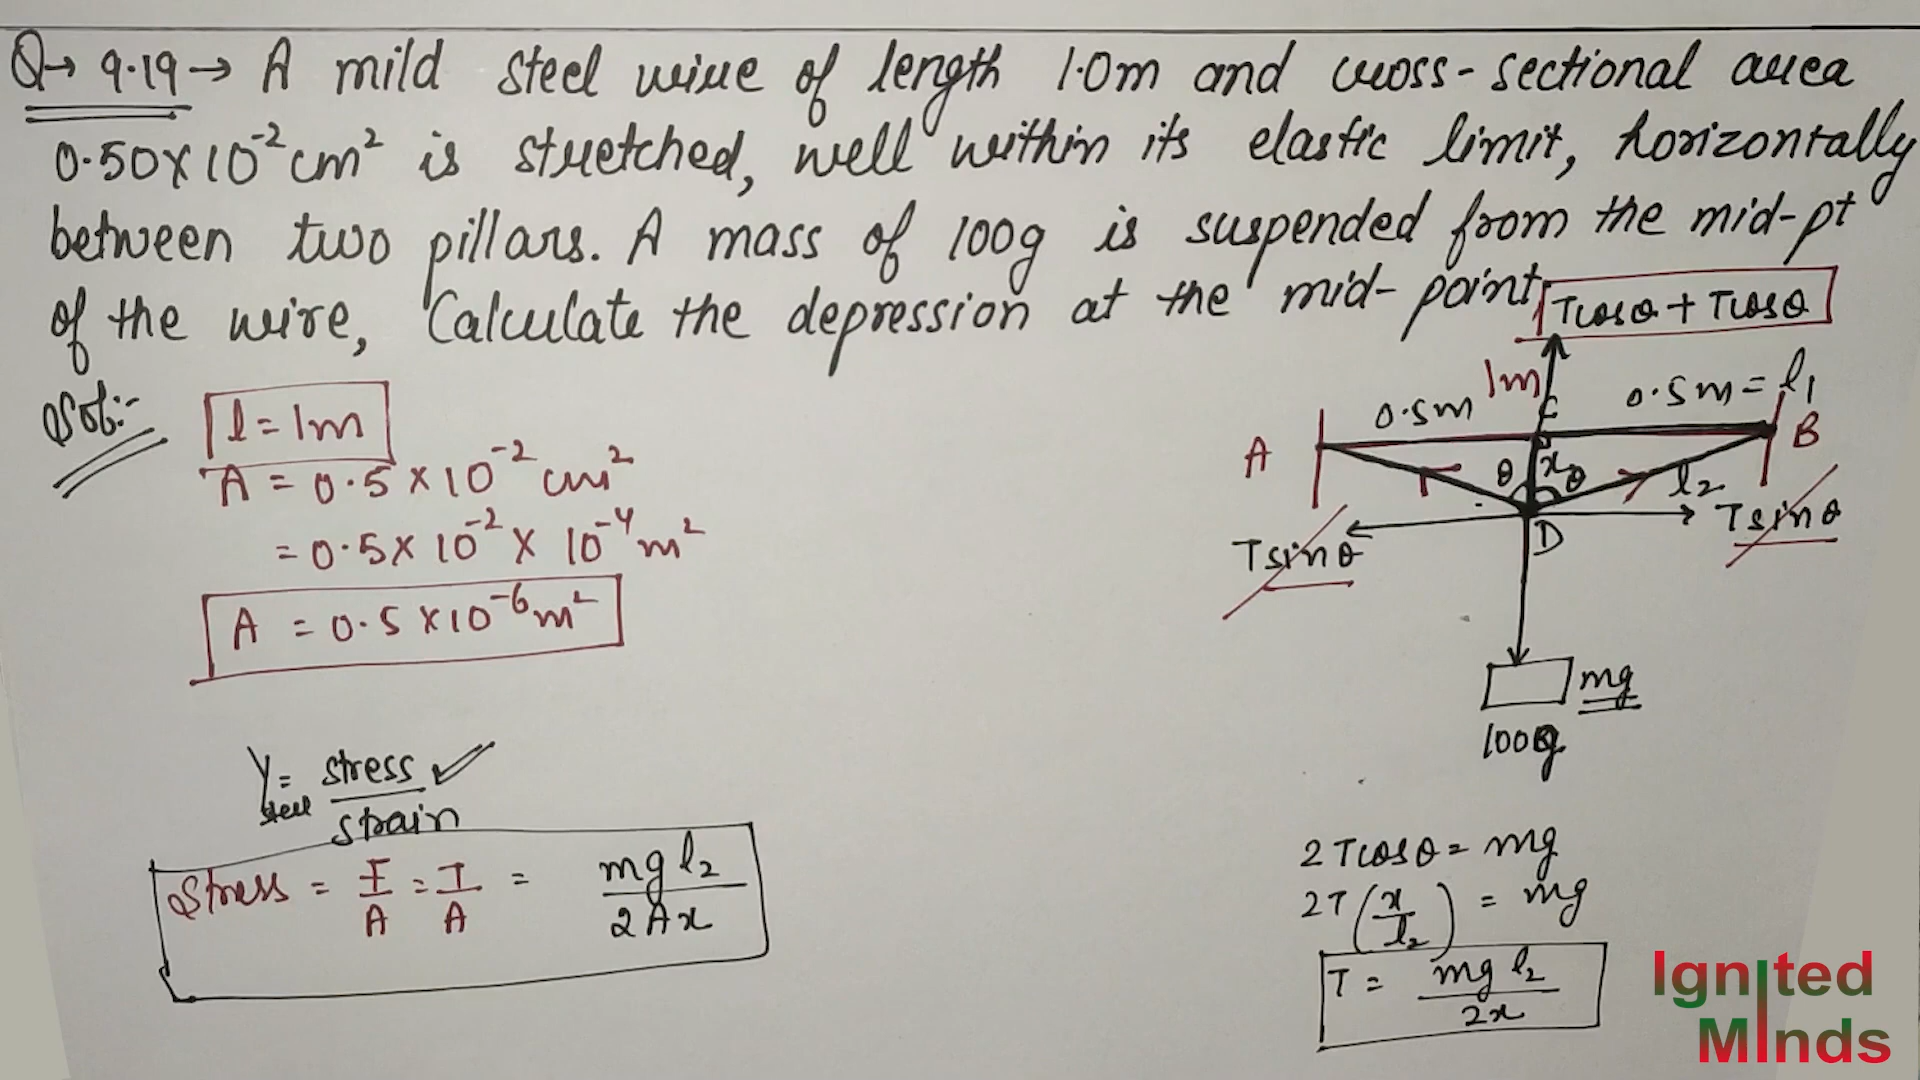 Q→ 9.19 → A mild steel wire of length 1.0m and cross-sectional area
0.50×10⁻²cm² is stretched, well within its elastic limit, horizontally
between two pillars. A mass of 100g is suspended from the mid-pt
of the wire, Calculate the depression at the mid-point.
Tcosθ + Tcosθ
Sol:-
l = 1m
A = 0.5 × 10⁻² cm²
= 0.5 × 10⁻² × 10⁻⁴ m²
A = 0.5 × 10⁻⁶ m²
1m
0.5m
C
0.5m = l₁
A
B
θ
x
θ
l₂
Tsinθ
D
Tsinθ
mg
100g
Y steel = stress / strain ✓
Stress = F/A = T/A = mg l₂ / 2Ax
2Tcosθ = mg
2T (x/l₂) = mg
T = mg l₂ / 2x
Ignited
Minds